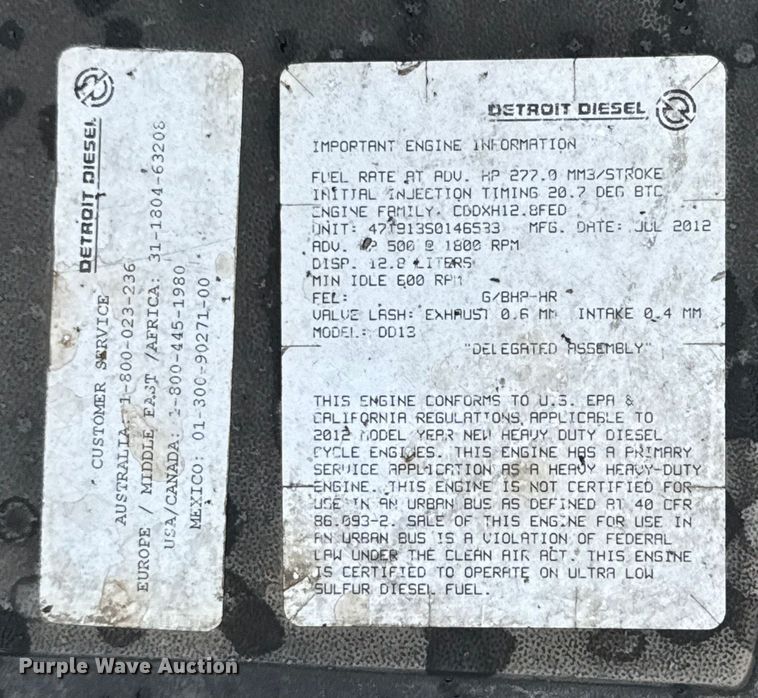 DETROIT DIESEL
CUSTOMER SERVICE
AUSTRALIA: 1-800-023-236
EUROPE / MIDDLE EAST /AFRICA: 31-1804-63208
USA/CANADA: 1-800-445-1980
MEXICO: 01-800-90271-00
DETROIT DIESEL
IMPORTANT ENGINE INFORMATION
FUEL RATE AT ADV. HP 277.0 MM3/STROKE
INITIAL INJECTION TIMING 20.7 DEG BTC
ENGINE FAMILY: CDDXH12.8FED
UNIT: 471913S0146533 MFG. DATE: JUL 2012
ADV. HP 500 @ 1800 RPM
DISP. 12.8 LITERS
MIN IDLE 600 RPM
FEL: G/BHP-HR
VALVE LASH: EXHAUST 0.6 MM INTAKE 0.4 MM
MODEL: DD13
"DELEGATED ASSEMBLY"
THIS ENGINE CONFORMS TO U.S. EPA &
CALIFORNIA REGULATIONS APPLICABLE TO
2012 MODEL YEAR NEW HEAVY DUTY DIESEL
CYCLE ENGINES. THIS ENGINE HAS A PRIMARY
SERVICE APPLICATION AS A HEAVY HEAVY-DUTY
ENGINE. THIS ENGINE IS NOT CERTIFIED FOR
USE IN AN URBAN BUS AS DEFINED AT 40 CFR
86.093-2. SALE OF THIS ENGINE FOR USE IN
AN URBAN BUS IS A VIOLATION OF FEDERAL
LAW UNDER THE CLEAN AIR ACT. THIS ENGINE
IS CERTIFIED TO OPERATE ON ULTRA LOW
SULFUR DIESEL FUEL.
Purple Wave Auction